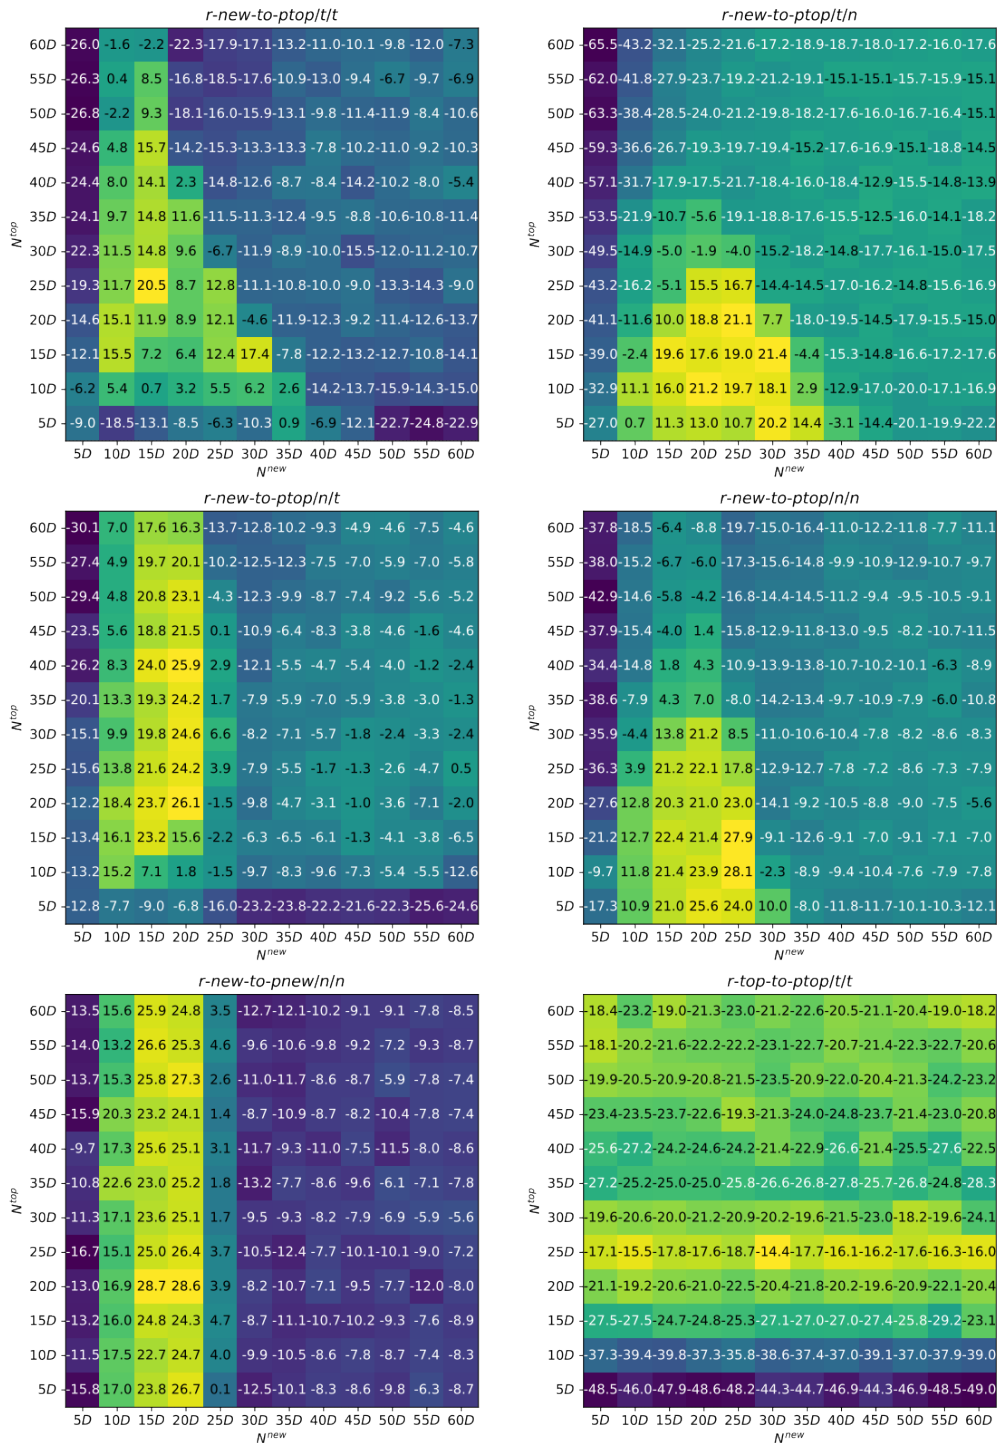 r-new-to-ptop/t/t
60D -26.0 -1.6 -2.2 -22.3 -17.9 -17.1 -13.2 -11.0 -10.1 -9.8 -12.0 -7.3
55D -26.3 0.4 8.5 -16.8 -18.5 -17.6 -10.9 -13.0 -9.4 -6.7 -9.7 -6.9
50D -26.8 -2.2 9.3 -18.1 -16.0 -15.9 -13.1 -9.8 -11.4 -11.9 -8.4 -10.6
45D -24.6 4.8 15.7 -14.2 -15.3 -13.3 -13.3 -7.8 -10.2 -11.0 -9.2 -10.3
40D -24.4 8.0 14.1 2.3 -14.8 -12.6 -8.7 -8.4 -14.2 -10.2 -8.0 -5.4
35D -24.1 9.7 14.8 11.6 -11.5 -11.3 -12.4 -9.5 -8.8 -10.6 -10.8 -11.4
30D -22.3 11.5 14.8 9.6 -6.7 -11.9 -8.9 -10.0 -15.5 -12.0 -11.2 -10.7
25D -19.3 11.7 20.5 8.7 12.8 -11.1 -10.8 -10.0 -9.0 -13.3 -14.3 -9.0
20D -14.6 15.1 11.9 8.9 12.1 -4.6 -11.9 -12.3 -9.2 -11.4 -12.6 -13.7
15D -12.1 15.5 7.2 6.4 12.4 17.4 -7.8 -12.2 -13.2 -12.7 -10.8 -14.1
10D -6.2 5.4 0.7 3.2 5.5 6.2 2.6 -14.2 -13.7 -15.9 -14.3 -15.0
5D -9.0 -18.5 -13.1 -8.5 -6.3 -10.3 0.9 -6.9 -12.1 -22.7 -24.8 -22.9
5D 10D 15D 20D 25D 30D 35D 40D 45D 50D 55D 60D
N^new
N^top
r-new-to-ptop/t/n
60D -65.5 -43.2 -32.1 -25.2 -21.6 -17.2 -18.9 -18.7 -18.0 -17.2 -16.0 -17.6
55D -62.0 -41.8 -27.9 -23.7 -19.2 -21.2 -19.1 -15.1 -15.1 -15.7 -15.9 -15.1
50D -63.3 -38.4 -28.5 -24.0 -21.2 -19.8 -19.8 -17.6 -18.9 -16.7 -16.4 -15.1
45D -59.3 -36.6 -26.7 -19.3 -19.7 -19.4 -15.2 -17.6 -16.9 -15.1 -18.8 -14.5
40D -57.1 -31.7 -17.9 -17.5 -21.7 -18.4 -16.0 -14.4 -12.9 -15.5 -14.8 -13.9
35D -53.5 -21.9 -10.7 -5.6 -19.1 -18.8 -17.6 -15.5 -12.5 -16.0 -14.1 -18.2
30D -49.5 -14.9 -5.0 -1.9 -4.0 -15.2 -18.2 -14.8 -17.7 -16.1 -15.0 -17.5
25D -43.2 -16.2 -5.1 15.5 16.7 -14.4 -14.5 -17.0 -16.2 -14.8 -15.6 -16.9
20D -41.1 -11.6 10.0 18.8 21.1 7.7 -18.0 -19.5 -14.5 -17.9 -15.5 -15.0
15D -39.0 -2.4 19.6 17.6 19.0 21.4 -4.4 -15.3 -14.8 -16.6 -17.2 -17.6
10D -32.9 11.1 16.0 21.2 19.7 18.1 2.9 -12.9 -17.0 -20.0 -17.1 -16.9
5D -27.0 0.7 11.3 13.0 10.7 20.2 14.4 -3.1 -14.4 -20.1 -19.9 -22.2
5D 10D 15D 20D 25D 30D 35D 40D 45D 50D 55D 60D
N^new
N^top
r-new-to-ptop/n/t
60D -30.1 7.0 17.6 16.3 -13.7 -12.8 -10.2 -9.3 -4.9 -4.6 -7.5 -4.6
55D -27.4 4.9 19.7 20.1 -10.2 -12.5 -12.3 -7.5 -7.0 -5.9 -7.0 -5.8
50D -29.4 4.8 20.8 23.1 -4.3 -12.3 -9.9 -8.7 -7.4 -9.2 -5.6 -5.2
45D -23.5 5.6 18.8 21.5 0.1 -10.9 -6.4 -8.3 -3.8 -4.6 -1.6 -4.6
40D -26.2 8.3 24.0 25.9 2.9 -12.1 -5.5 -4.7 -5.4 -4.0 -1.2 -2.4
35D -20.1 13.3 19.3 24.2 1.7 -7.9 -5.9 -7.0 -5.9 -3.8 -3.0 -1.3
30D -15.1 9.9 19.8 24.6 6.6 -8.2 -7.1 -5.7 -1.8 -2.4 -3.3 -2.4
25D -15.6 13.8 21.6 24.2 3.9 -7.9 -5.5 -1.7 -1.3 -2.6 -4.7 0.5
20D -12.2 18.4 23.7 26.1 -1.5 -9.8 -4.7 -3.1 -1.0 -3.6 -7.1 -2.0
15D -13.4 16.1 23.2 15.6 -2.2 -6.3 -6.5 -6.1 -1.3 -4.1 -3.8 -6.5
10D -13.2 15.2 7.1 1.8 -1.5 -9.7 -8.3 -9.6 -7.3 -5.4 -5.5 -12.6
5D -12.8 -7.7 -9.0 -6.8 -16.0 -23.2 -23.8 -22.2 -21.6 -22.3 -25.6 -24.6
5D 10D 15D 20D 25D 30D 35D 40D 45D 50D 55D 60D
N^new
N^top
r-new-to-ptop/n/n
60D -37.8 -18.5 -6.4 -8.8 -19.7 -15.0 -16.4 -11.0 -12.2 -11.8 -7.7 -11.1
55D -38.0 -15.2 -6.7 -6.0 -17.3 -15.6 -14.8 -9.9 -10.9 -12.9 -10.7 -9.7
50D -42.9 -14.6 -5.8 -4.2 -16.8 -14.4 -14.5 -11.2 -9.4 -9.5 -10.5 -9.1
45D -37.9 -15.4 -4.0 1.4 -15.8 -12.9 -11.8 -13.0 -9.5 -8.2 -10.7 -11.5
40D -34.4 -14.8 1.8 4.3 -10.9 -13.9 -13.8 -10.7 -10.2 -10.1 -6.3 -8.9
35D -38.6 -7.9 4.3 7.0 -8.0 -14.2 -13.4 -9.7 -10.9 -7.9 -6.0 -10.8
30D -35.9 -4.4 13.8 21.2 8.5 -11.0 -10.6 -10.4 -7.8 -8.2 -8.6 -8.3
25D -36.3 3.9 21.2 22.1 17.8 -12.9 -12.7 -7.8 -7.2 -8.6 -7.3 -7.9
20D -27.6 12.8 20.3 21.0 23.0 -14.1 -9.2 -10.5 -8.8 -9.0 -7.5 -5.6
15D -21.2 12.7 22.4 21.4 27.9 -9.1 -12.6 -9.1 -7.0 -9.1 -7.1 -7.0
10D -9.7 11.8 21.4 23.9 28.1 -2.3 -8.9 -9.4 -10.4 -7.6 -7.9 -7.8
5D -17.3 10.9 21.0 25.6 24.0 10.0 -8.0 -11.8 -11.7 -10.1 -10.3 -12.1
5D 10D 15D 20D 25D 30D 35D 40D 45D 50D 55D 60D
N^new
N^top
r-new-to-pnew/n/n
60D -13.5 15.6 25.9 24.8 3.5 -12.7 -12.1 -10.2 -9.1 -9.1 -7.8 -8.5
55D -14.0 13.2 26.6 25.3 4.6 -9.6 -10.6 -9.8 -9.2 -7.2 -9.3 -8.7
50D -13.7 15.3 25.8 27.3 2.6 -11.0 -11.7 -8.6 -8.7 -5.9 -7.8 -7.4
45D -15.9 20.3 23.2 24.1 1.4 -8.7 -10.9 -8.7 -8.2 -10.4 -7.8 -7.4
40D -9.7 17.3 25.6 25.1 3.1 -11.7 -9.3 -11.0 -7.5 -11.5 -8.0 -8.6
35D -10.8 22.6 23.0 25.2 1.8 -13.2 -7.7 -8.6 -9.6 -6.1 -7.1 -7.8
30D -11.3 17.1 23.6 25.1 1.7 -9.5 -9.3 -8.2 -7.9 -6.9 -5.9 -5.6
25D -16.7 15.1 25.0 26.4 3.7 -10.5 -12.4 -7.7 -10.1 -10.1 -9.0 -7.2
20D -13.0 16.9 28.7 28.6 3.9 -8.2 -10.7 -7.1 -9.5 -7.7 -12.0 -8.0
15D -13.2 16.0 24.8 24.3 4.7 -8.7 -11.1 -10.7 -10.2 -9.3 -7.6 -8.9
10D -11.5 17.5 22.7 24.7 4.0 -9.9 -10.5 -8.6 -7.8 -8.7 -7.4 -8.3
5D -15.8 17.0 23.8 26.7 0.1 -12.5 -10.1 -8.3 -8.6 -9.8 -6.3 -8.7
5D 10D 15D 20D 25D 30D 35D 40D 45D 50D 55D 60D
N^new
N^top
r-top-to-ptop/t/t
60D -18.4 -23.2 -19.0 -21.3 -23.0 -21.2 -22.6 -20.5 -21.1 -20.4 -19.0 -18.2
55D -18.1 -20.2 -21.6 -22.2 -22.2 -23.1 -22.7 -20.7 -21.4 -22.3 -22.7 -20.6
50D -19.9 -20.5 -20.9 -20.8 -21.5 -23.5 -20.9 -22.0 -20.4 -21.3 -24.2 -23.2
45D -23.4 -23.5 -23.7 -22.6 -19.3 -21.3 -24.0 -24.8 -23.7 -21.4 -23.0 -20.8
40D -25.6 -27.2 -24.2 -24.6 -24.2 -21.4 -22.9 -26.6 -21.4 -25.5 -27.6 -22.5
35D -27.2 -25.2 -25.0 -25.0 -25.8 -26.6 -26.8 -27.8 -25.7 -26.8 -24.8 -28.3
30D -19.6 -20.6 -20.0 -21.2 -20.9 -20.2 -19.6 -21.5 -23.0 -18.2 -19.6 -24.1
25D -17.1 -15.5 -17.8 -17.6 -18.7 -14.4 -17.7 -16.1 -16.2 -17.6 -16.3 -16.0
20D -21.1 -19.2 -20.6 -21.0 -22.5 -20.4 -21.8 -20.2 -19.6 -20.9 -22.1 -20.4
15D -27.5 -27.5 -24.7 -24.8 -25.3 -27.1 -27.0 -27.0 -27.4 -25.8 -29.2 -23.1
10D -37.3 -39.4 -39.8 -37.3 -35.8 -38.6 -37.4 -37.4 -39.1 -37.0 -37.9 -39.0
5D -48.5 -46.0 -47.9 -48.6 -48.2 -44.3 -44.7 -46.9 -44.3 -46.9 -48.5 -49.0
5D 10D 15D 20D 25D 30D 35D 40D 45D 50D 55D 60D
N^new
N^top